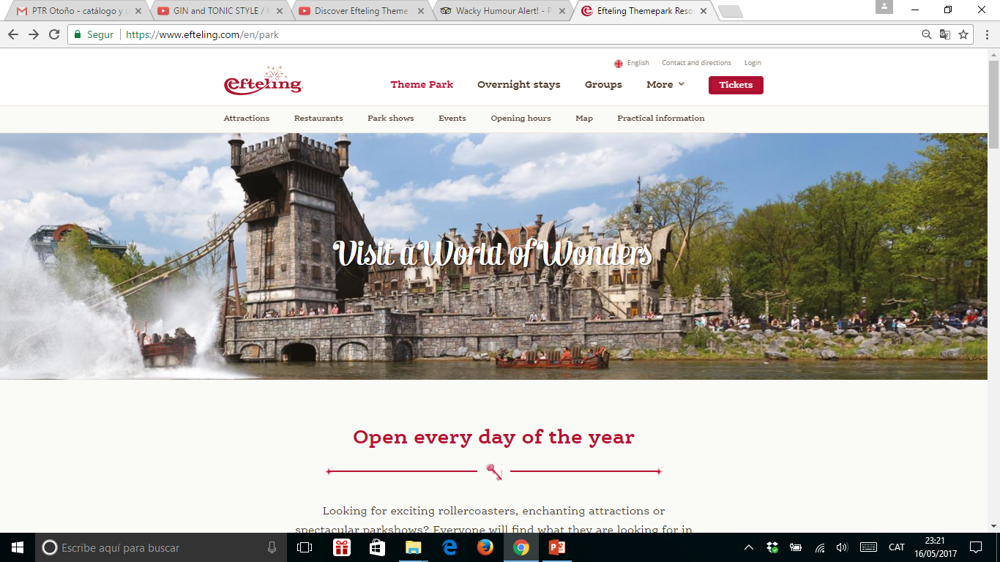 PTR Otoño - catálogo y c
GIN and TONIC STYLE / M
Discover Efteling Theme
Wacky Humour Alert! - P
Efteling Themepark Reso
Segur
https://www.efteling.com/en/park
English
Contact and directions
Login
efteling
Theme Park
Overnight stays
Groups
More
Tickets
Attractions
Restaurants
Park shows
Events
Opening hours
Map
Practical information
Visit a World of Wonders
Open every day of the year
Looking for exciting rollercoasters, enchanting attractions or
spectacular parkshows? Everyone will find what they are looking for in
Escribe aquí para buscar
CAT
23:21
16/05/2017